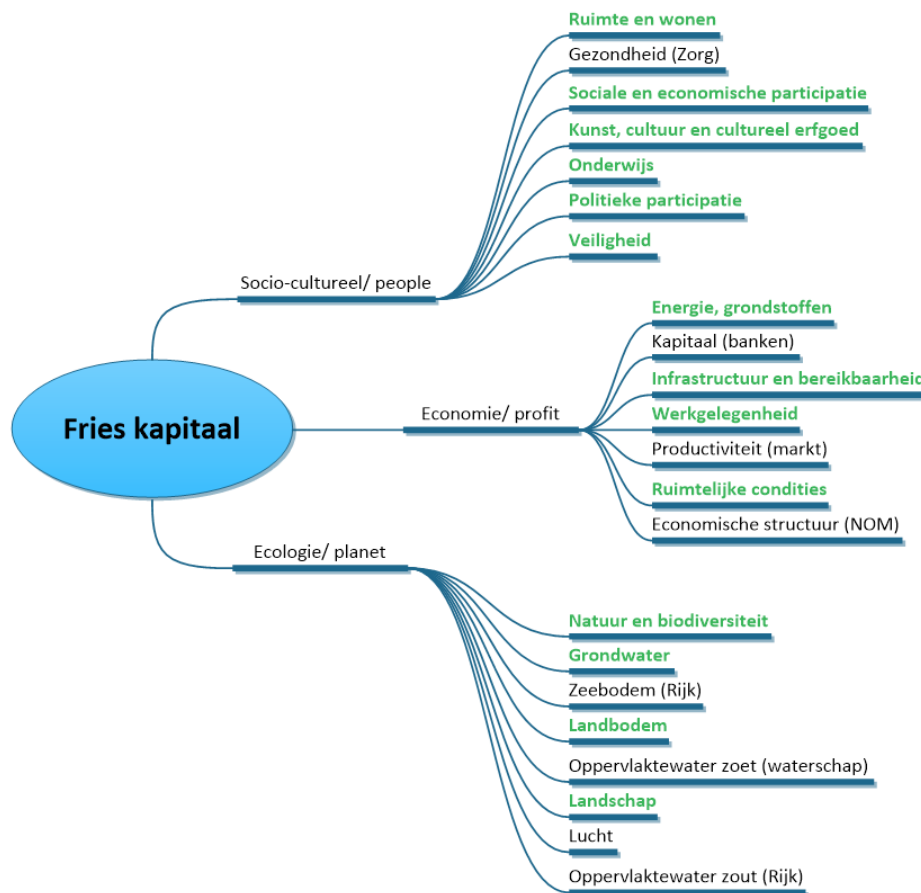 Ruimte en wonen
Gezondheid (Zorg)
Sociale en economische participatie
Kunst, cultuur en cultureel erfgoed
Onderwijs
Politieke participatie
Veiligheid
Socio-cultureel/ people
Energie, grondstoffen
Kapitaal (banken)
Infrastructuur en bereikbaarheid
Werkgelegenheid
Productiviteit (markt)
Ruimtelijke condities
Economische structuur (NOM)
Economie/ profit
Fries kapitaal
Ecologie/ planet
Natuur en biodiversiteit
Grondwater
Zeebodem (Rijk)
Landbodem
Oppervlaktewater zoet (waterschap)
Landschap
Lucht
Oppervlaktewater zout (Rijk)